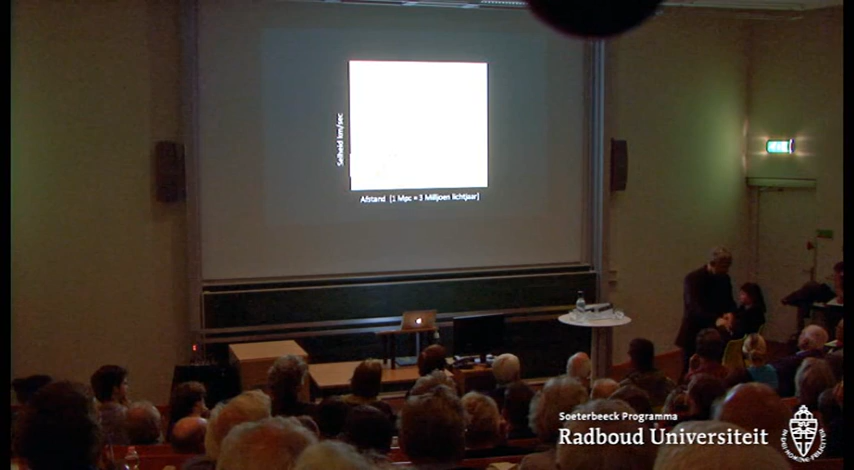 Snelheid km/sec
Afstand (1 Mpc = 3 Miljoen lichtjaar)
Soeterbeeck Programma
Radboud Universiteit